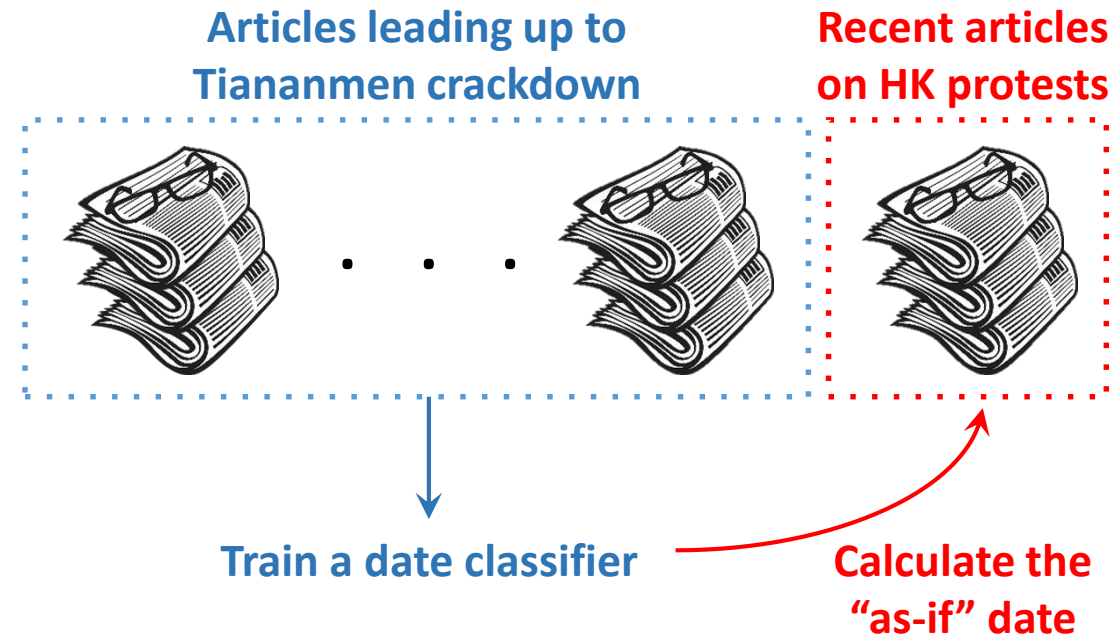 Articles leading up to
Tiananmen crackdown
Recent articles
on HK protests
Train a date classifier
Calculate the
“as-if” date